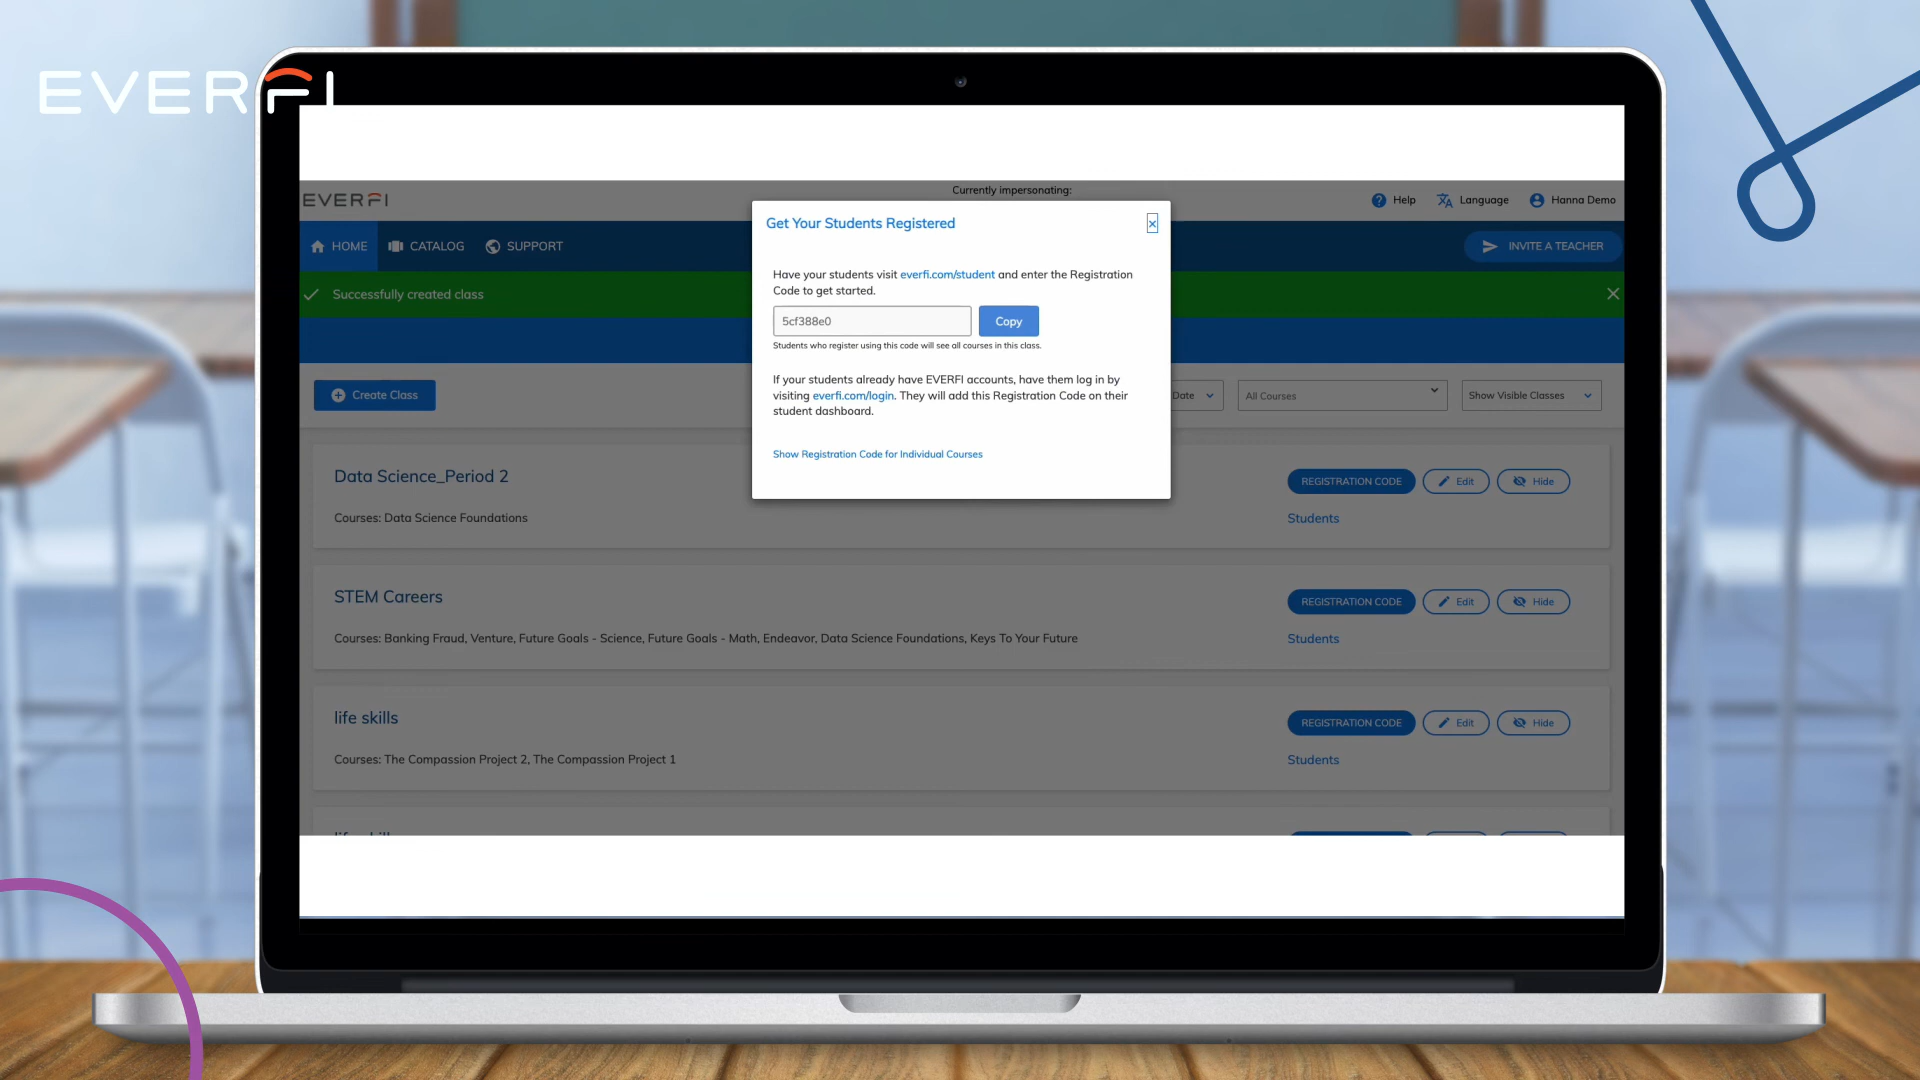 EVERFI
Currently impersonating:
EVERFI
Help
Language
Hanna Demo
HOME
CATALOG
SUPPORT
INVITE A TEACHER
Successfully created class
Get Your Students Registered
Have your students visit everfi.com/student and enter the Registration
Code to get started.
5cf388e0
Copy
Students who register using this code will see all courses in this class.
If your students already have EVERFI accounts, have them log in by
visiting everfi.com/login. They will add this Registration Code on their
student dashboard.
Show Registration Code for Individual Courses
Create Class
Date
All Courses
Show Visible Classes
Data Science_Period 2
REGISTRATION CODE
Edit
Hide
Courses: Data Science Foundations
Students
STEM Careers
REGISTRATION CODE
Edit
Hide
Courses: Banking Fraud, Venture, Future Goals - Science, Future Goals - Math, Endeavor, Data Science Foundations, Keys To Your Future
Students
life skills
REGISTRATION CODE
Edit
Hide
Courses: The Compassion Project 2, The Compassion Project 1
Students